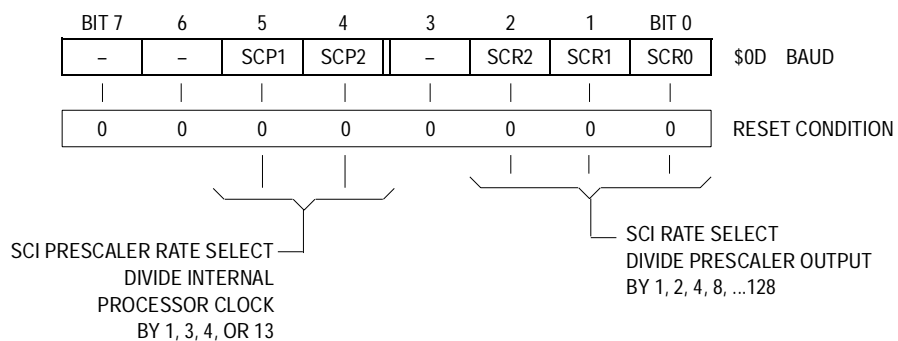 BIT 7 6 5 4 3 2 1 BIT 0
– – SCP1 SCP2 – SCR2 SCR1 SCR0 $0D BAUD
0 0 0 0 0 0 0 0 RESET CONDITION
SCI PRESCALER RATE SELECT
DIVIDE INTERNAL
PROCESSOR CLOCK
BY 1, 3, 4, OR 13
SCI RATE SELECT
DIVIDE PRESCALER OUTPUT
BY 1, 2, 4, 8, ...128